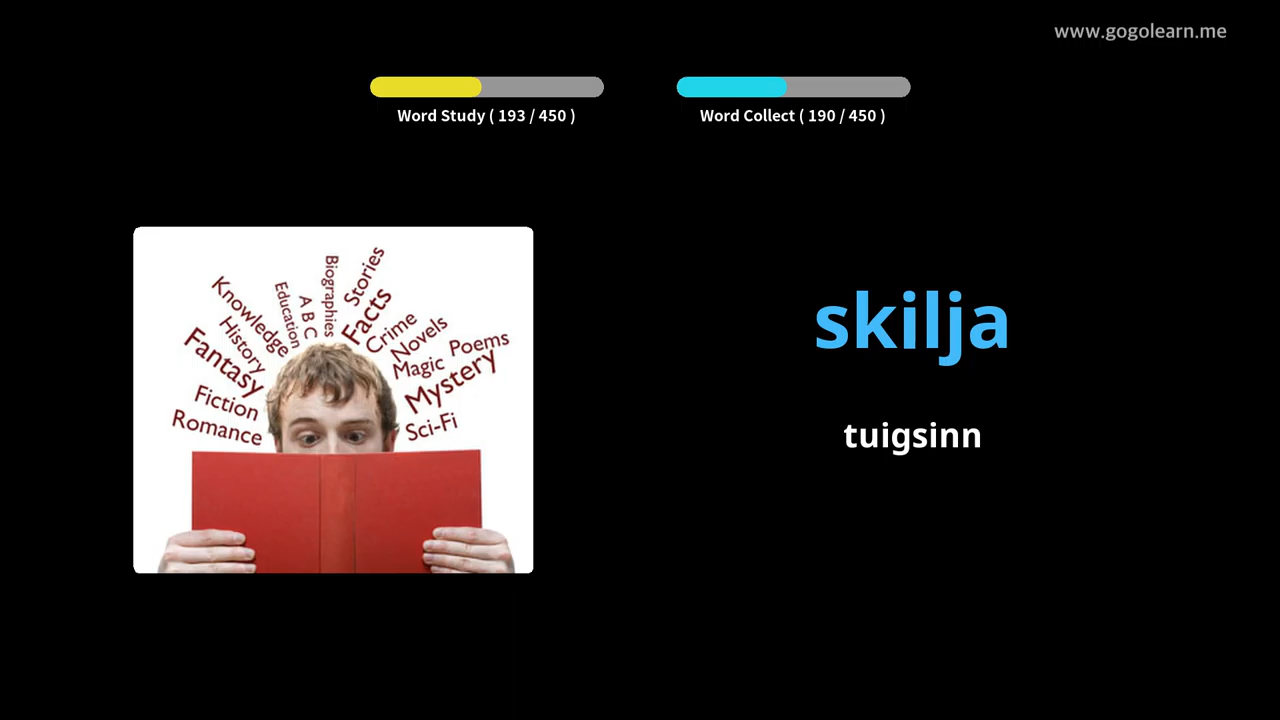 www.gogolearn.me
Word Study ( 193 / 450 )
Word Collect ( 190 / 450 )
Knowledge
History
Fantasy
Fiction
Romance
Education
A B C
Biographies
Stories
Facts
Crime
Novels
Magic
Poems
Mystery
Sci-Fi
skilja
tuigsinn